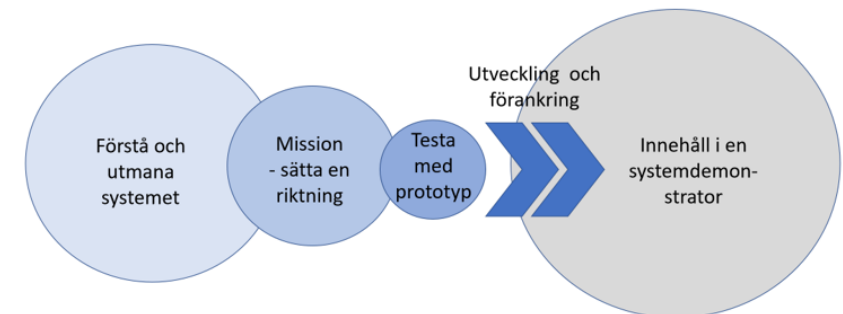 Förstå och
utmana
systemet
Mission
- sätta en
riktning
Testa
med
prototyp
Utveckling och
förankring
Innehåll i en
systemdemon-
strator